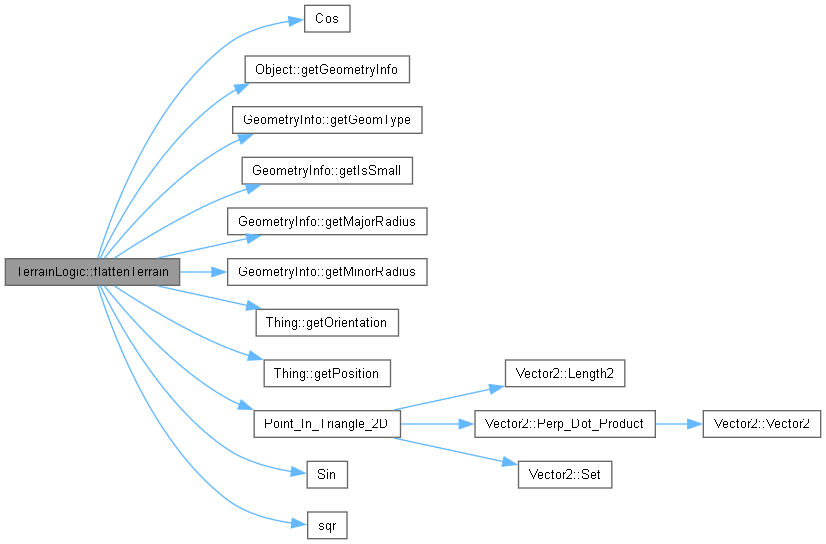 Cos
Object::getGeometryInfo
GeometryInfo::getGeomType
GeometryInfo::getIsSmall
GeometryInfo::getMajorRadius
TerrainLogic::flattenTerrain
GeometryInfo::getMinorRadius
Thing::getOrientation
Thing::getPosition
Vector2::Length2
Point_In_Triangle_2D
Vector2::Perp_Dot_Product
Vector2::Vector2
Sin
Vector2::Set
sqr